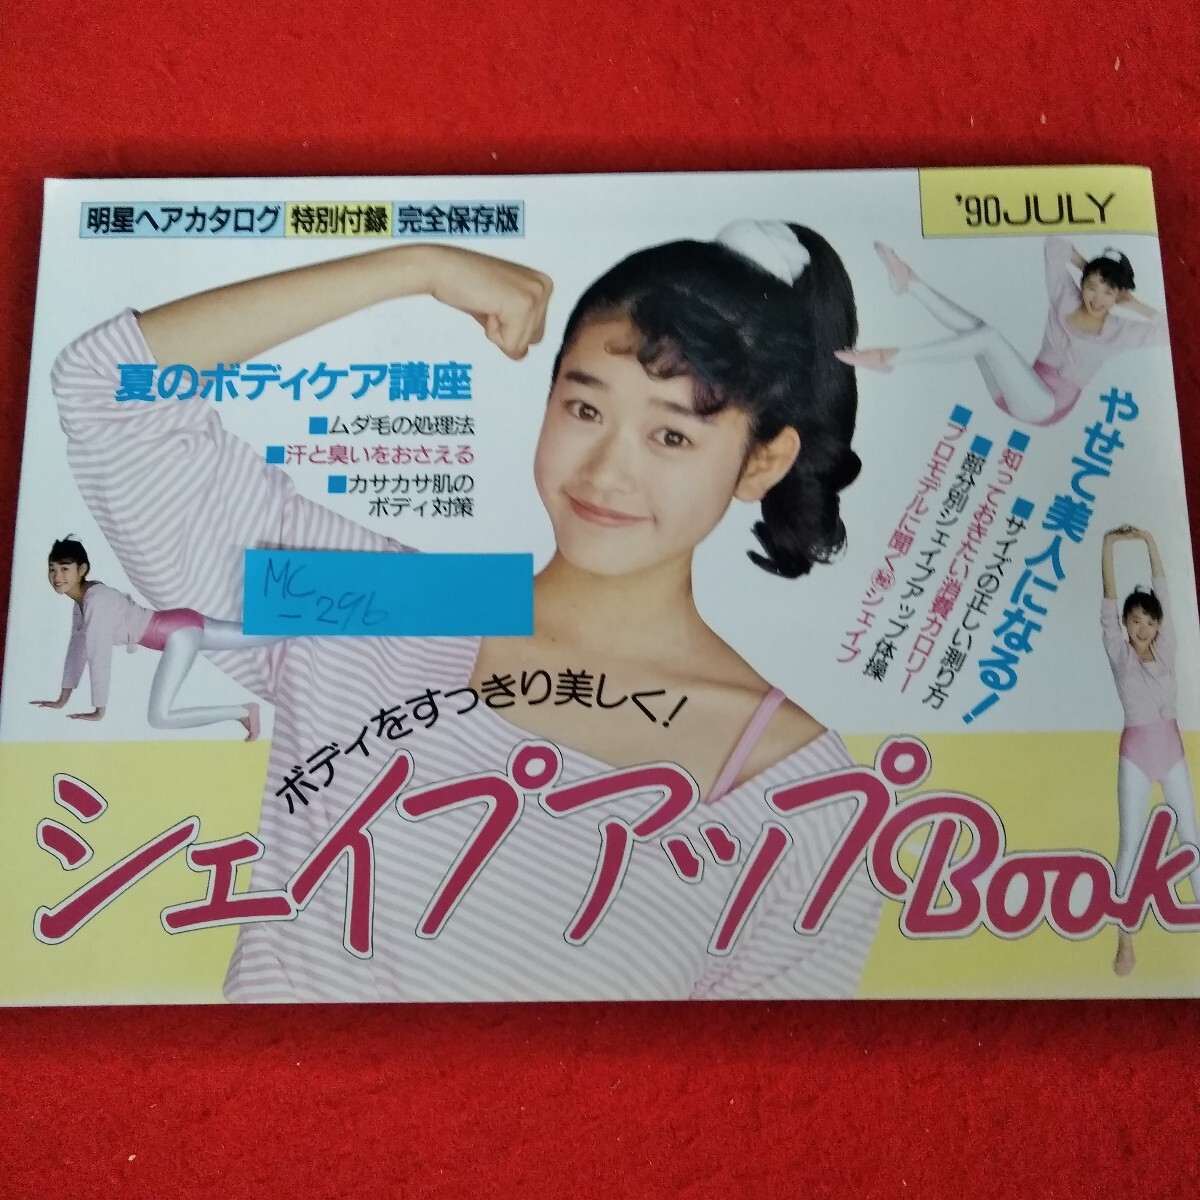 明星ヘアカタログ 特別付録 完全保存版
'90 JULY
夏のボディケア講座
■ムダ毛の処理法
■汗と臭いをおさえる
■カサカサ肌の
ボディ対策
やせて美人になる!
■サイズの正しい測り方
■知っておきたい消費カロリー
■部分別シェイプアップ体操
■プロモデルに聞く㊙シェイプ
MC
-296
ボディをすっきり美しく!
シェイプアップBook